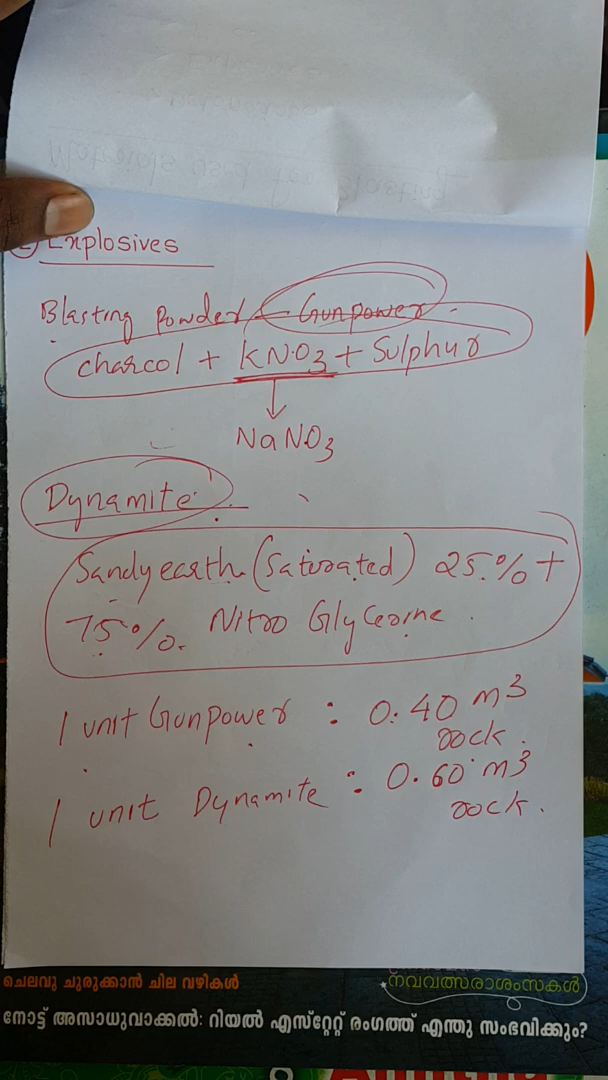 Explosives
Blasting Powder – Gunpower.
charcol + KNO3 + Sulphur
NaNO3
Dynamite.
Sandyearth (Saturated) 25% +
75%. Nitro Glycerine.
1 unit Gunpower : 0.40 m3
rock.
1 unit Dynamite : 0.60 m3
rock.
ചെലവു ചുരുക്കാൻ ചില വഴികൾ
നവവത്സരാശംസകൾ
നോട്ട് അസാധുവാക്കൽ: റിയൽ എസ്റ്റേറ്റ് രംഗത്ത് എന്തു സംഭവിക്കും?